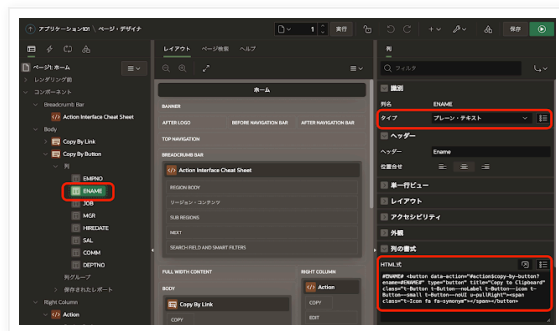 アプリケーション101 \ ページ・デザイナ
1
実行
保存
レイアウト ページ検索 ヘルプ
列
ページ1: ホーム
レンダリング前
コンポーネント
Breadcrumb Bar
Action Interface Cheat Sheet
Body
Copy By Link
Copy By Button
列
EMPNO
ENAME
JOB
MGR
HIREDATE
SAL
COMM
DEPTNO
列グループ
保存されたレポート
Right Column
Action
ホーム
BANNER
AFTER LOGO BEFORE NAVIGATION BAR AFTER NAVIGATION BAR
TOP NAVIGATION
BREADCRUMB BAR
Action Interface Cheat Sheet
REGION BODY
リージョン・コンテンツ
SUB REGIONS
NEXT
SEARCH FIELD AND SMART FILTERS
FULL WIDTH CONTENT
RIGHT COLUMN
BODY
Copy By Link
COPY
Action
COPY
EDIT
フィルタ
識別
列名 ENAME
タイプ プレーン・テキスト
ヘッダー
ヘッダー Ename
位置合せ
単一行ビュー
レイアウト
アクセシビリティ
外観
列の書式
HTML式
#ENAME# <button data-action="#action$copy-by-button?
ename=#ENAME#" type="button" title="Copy to Clipboard"
class="t-Button t-Button--noLabel t-Button--icon t-
Button--small t-Button--noUI u-pullRight"><span
class="t-Icon fa fa-synonym"></span></button>